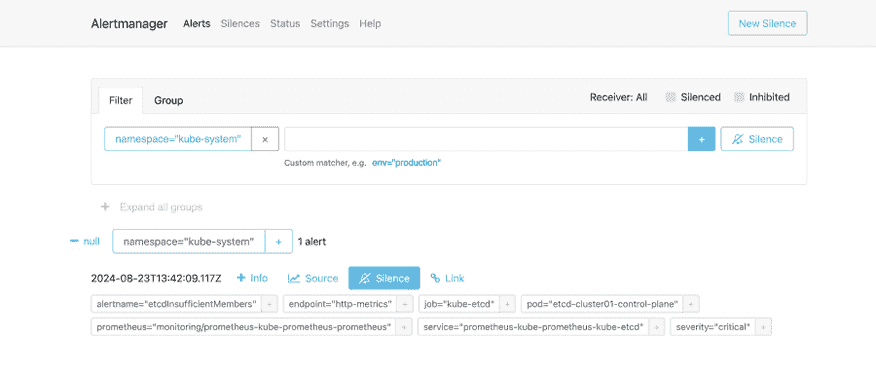 Alertmanager Alerts Silences Status Settings Help New Silence
Filter Group Receiver: All Silenced Inhibited
namespace="kube-system" × + Silence
Custom matcher, e.g. env="production"
+ Expand all groups
− null namespace="kube-system" + 1 alert
2024-08-23T13:42:09.117Z + Info Source Silence Link
alertname="etcdInsufficientMembers" + endpoint="http-metrics" + job="kube-etcd" + pod="etcd-cluster01-control-plane" +
prometheus="monitoring/prometheus-kube-prometheus-prometheus" + service="prometheus-kube-prometheus-kube-etcd" + severity="critical" +